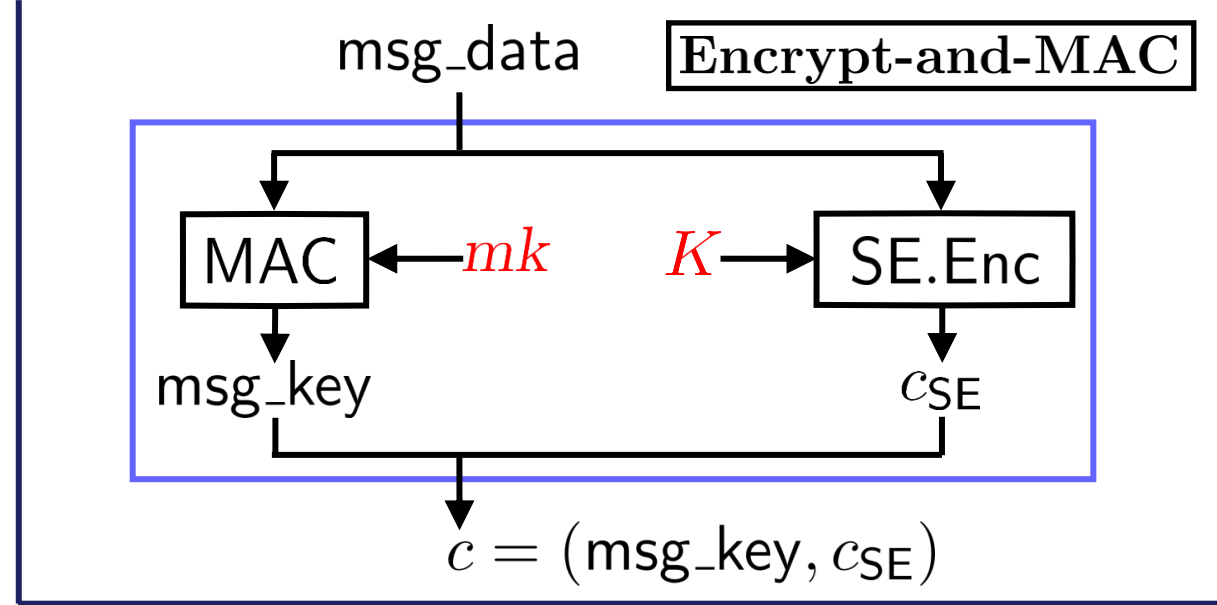 msg_data
Encrypt-and-MAC
MAC
mk
K
SE.Enc
msg_key
c_SE
c = (msg_key, c_SE)